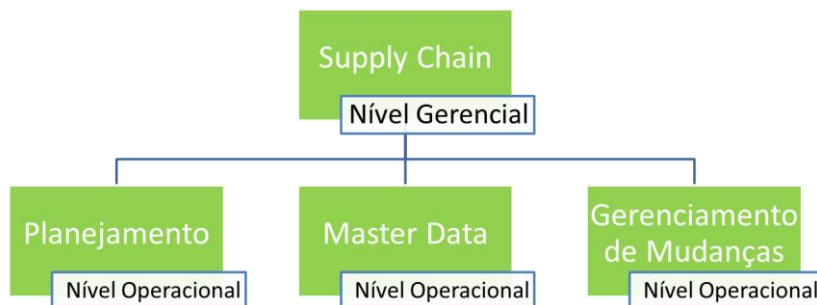 Supply Chain
Nível Gerencial
Planejamento
Nível Operacional
Master Data
Nível Operacional
Gerenciamento
de Mudanças
Nível Operacional